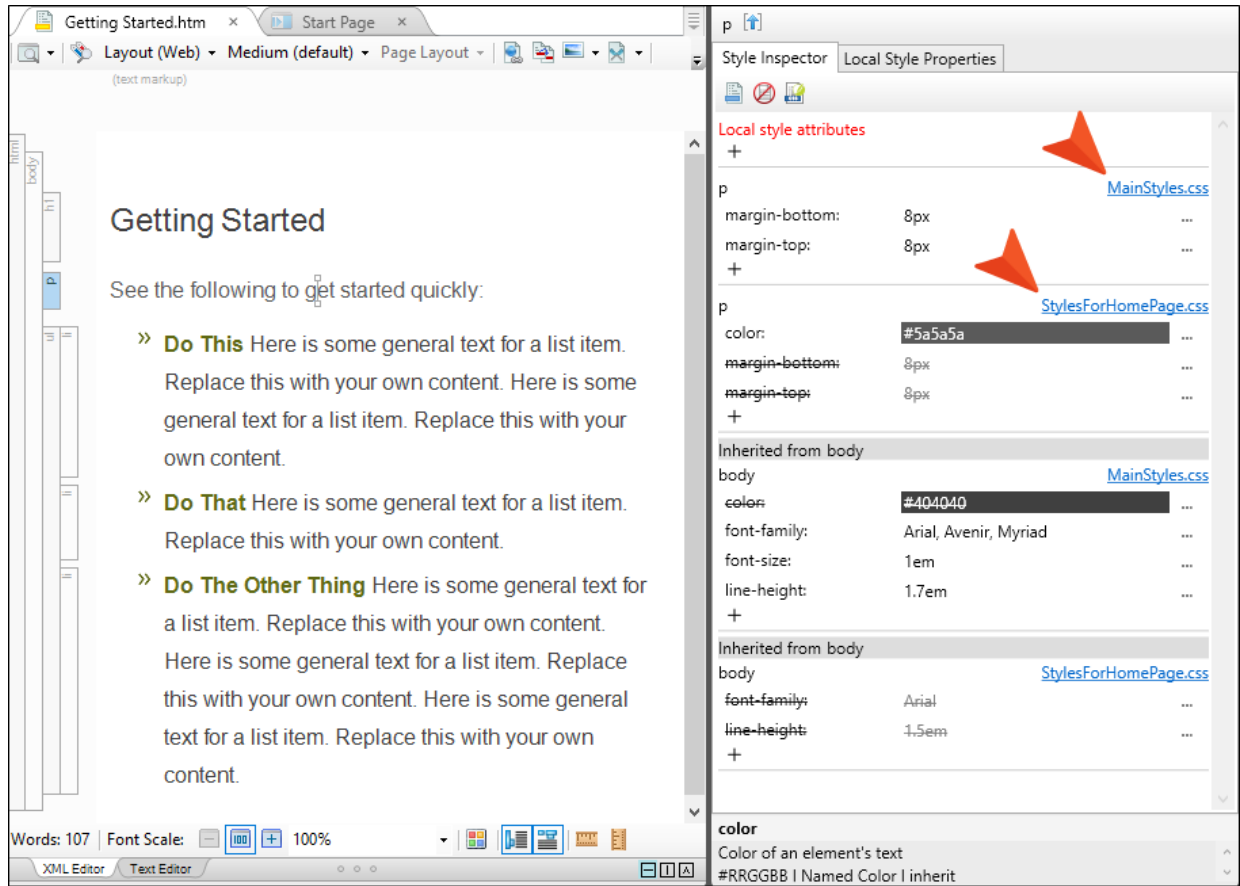 Getting Started.htm × Start Page ×
Layout (Web) Medium (default) Page Layout
(text markup)
html
body
h1
p
ul
li
li
li
Getting Started
See the following to get started quickly:
» Do This Here is some general text for a list item.
Replace this with your own content. Here is some
general text for a list item. Replace this with your
own content.
» Do That Here is some general text for a list item.
Replace this with your own content.
» Do The Other Thing Here is some general text for
a list item. Replace this with your own content.
Here is some general text for a list item. Replace
this with your own content. Here is some general
text for a list item. Replace this with your own
content.
Words: 107 Font Scale: 100%
XML Editor Text Editor
p
Style Inspector Local Style Properties
Local style attributes
+
p MainStyles.css
margin-bottom: 8px ...
margin-top: 8px ...
+
p StylesForHomePage.css
color: #5a5a5a ...
margin-bottom: 8px ...
margin-top: 8px ...
+
Inherited from body
body MainStyles.css
color: #404040 ...
font-family: Arial, Avenir, Myriad ...
font-size: 1em ...
line-height: 1.7em ...
+
Inherited from body
body StylesForHomePage.css
font-family: Arial ...
line-height: 1.5em ...
+
color
Color of an element's text
#RRGGBB | Named Color | inherit